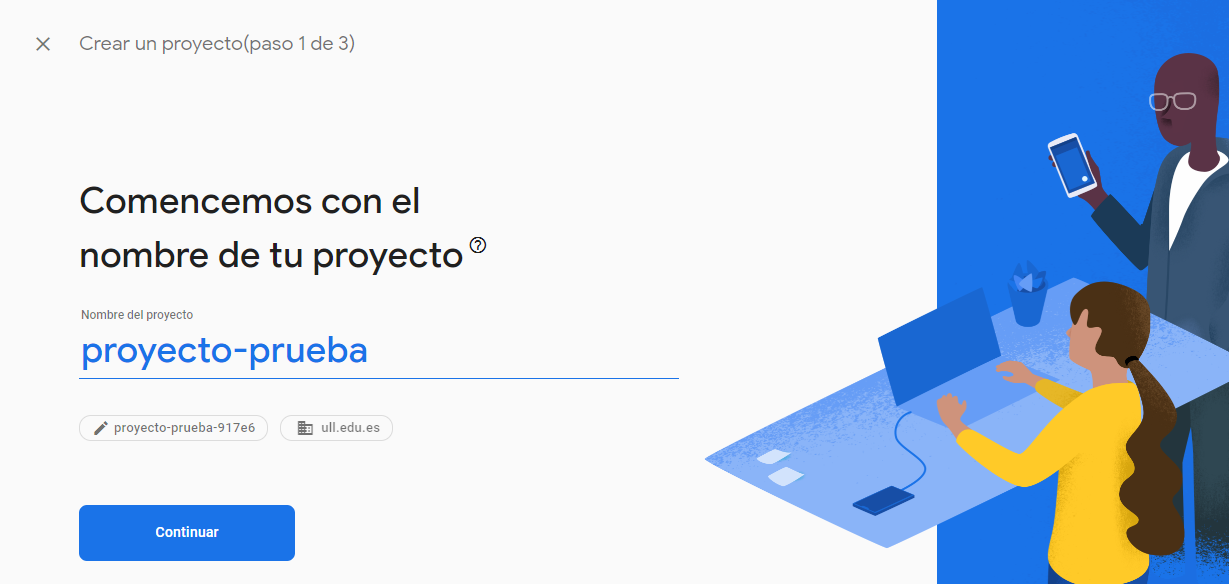 Crear un proyecto(paso 1 de 3)
Comencemos con el
nombre de tu proyecto
Nombre del proyecto
proyecto-prueba
proyecto-prueba-917e6
ull.edu.es
Continuar